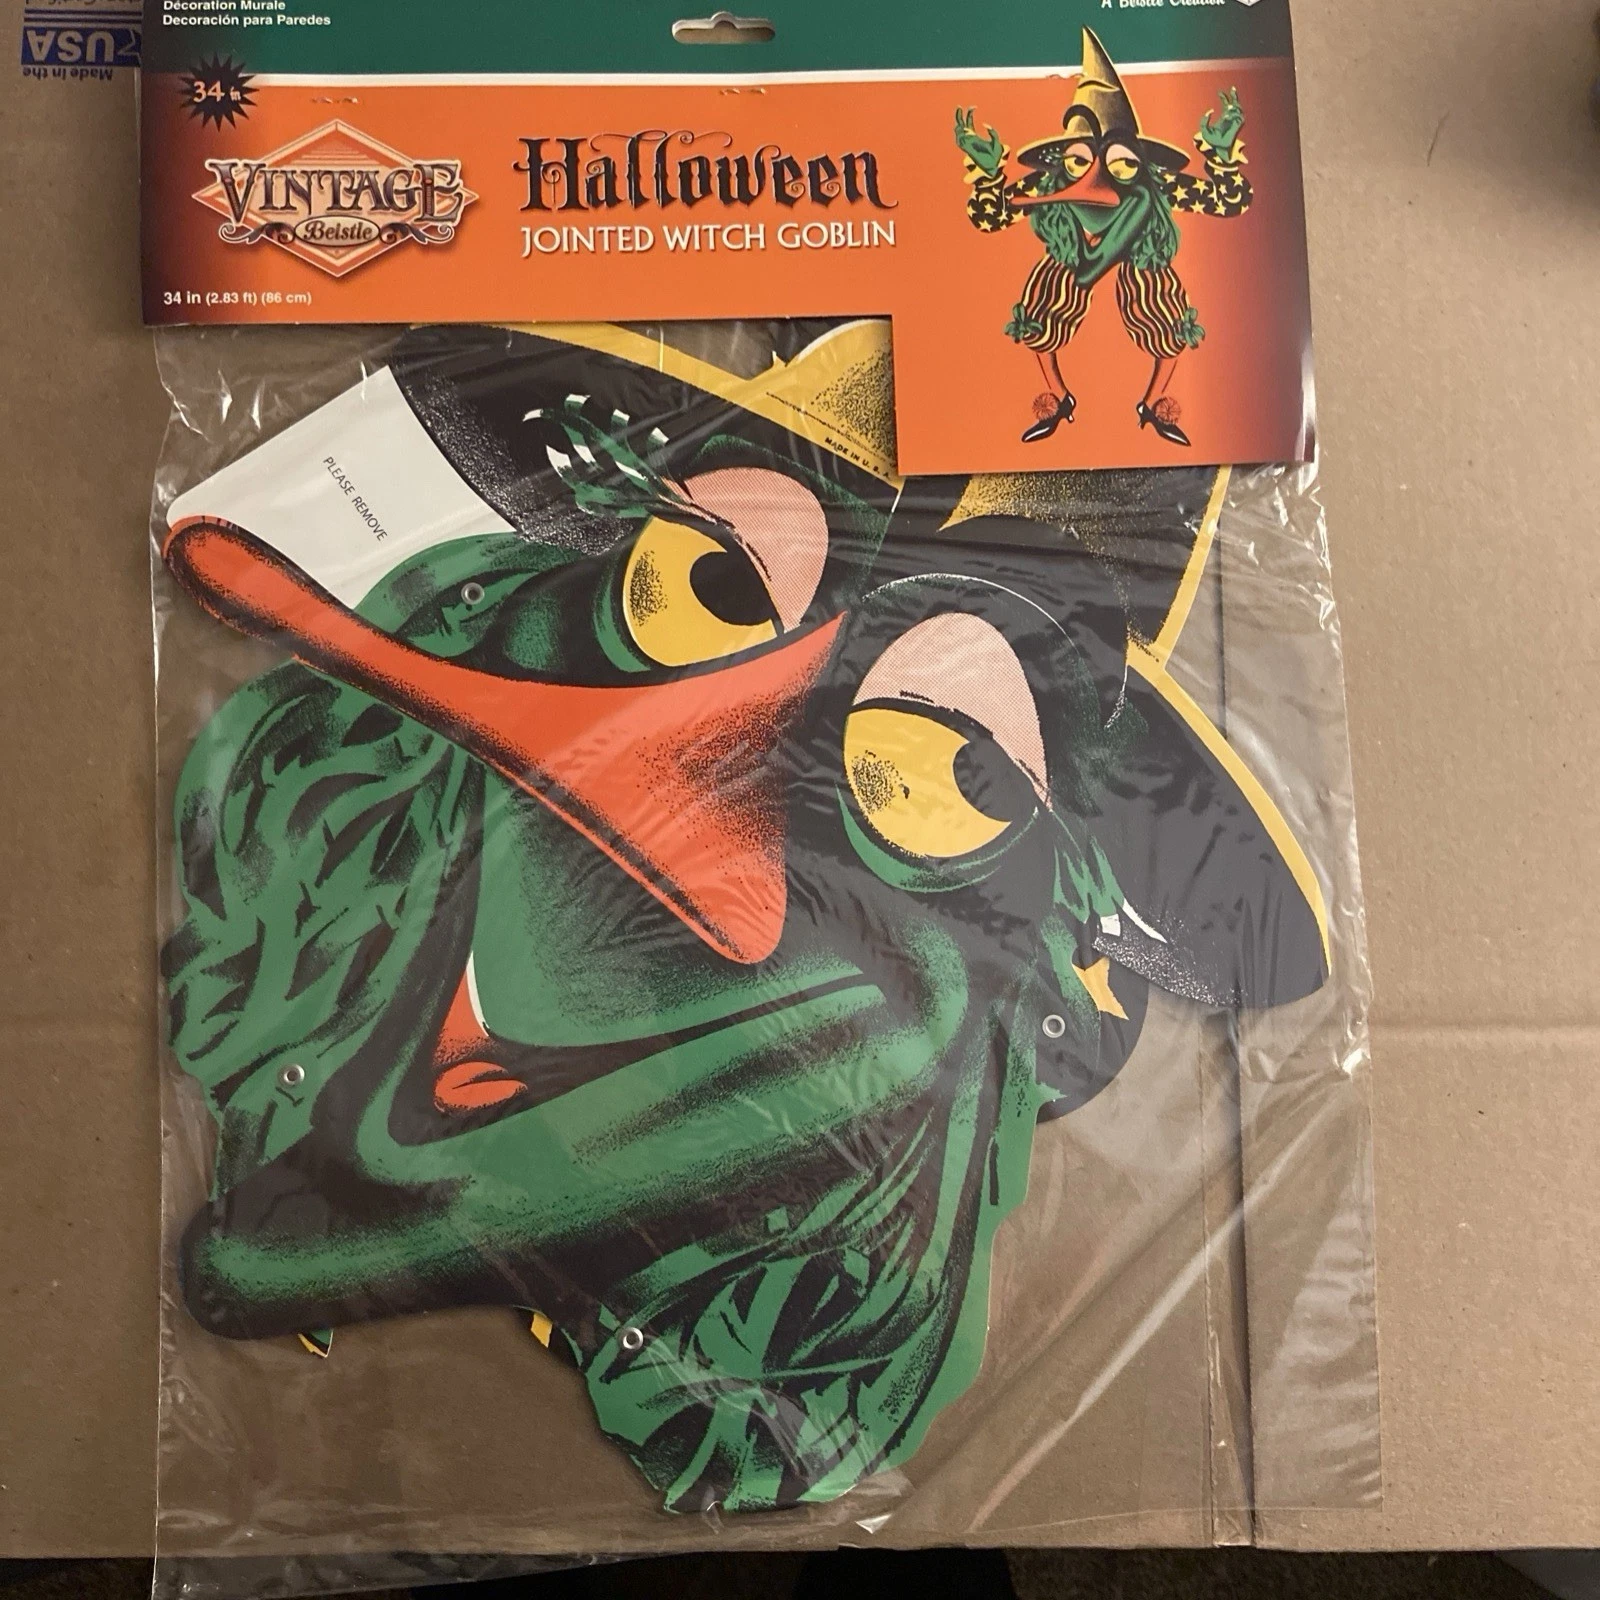 Décoration Murale
Decoración para Paredes
A Beistle Creation
Made in the
USA
34 in
VINTAGE
Beistle
Halloween
JOINTED WITCH GOBLIN
34 in (2.83 ft) (86 cm)
MADE IN U. S. A
PLEASE REMOVE